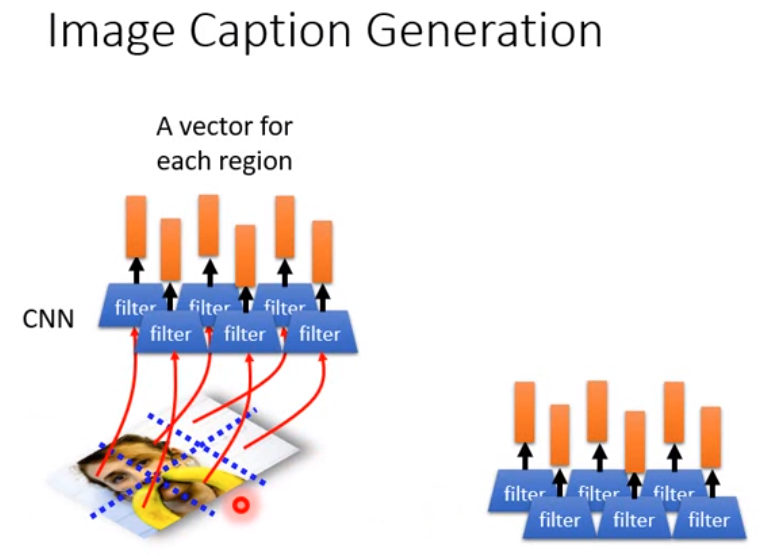 Image Caption Generation
A vector for
each region
filter filter filter
CNN
filter filter filter
filter filter filter
filter filter filter